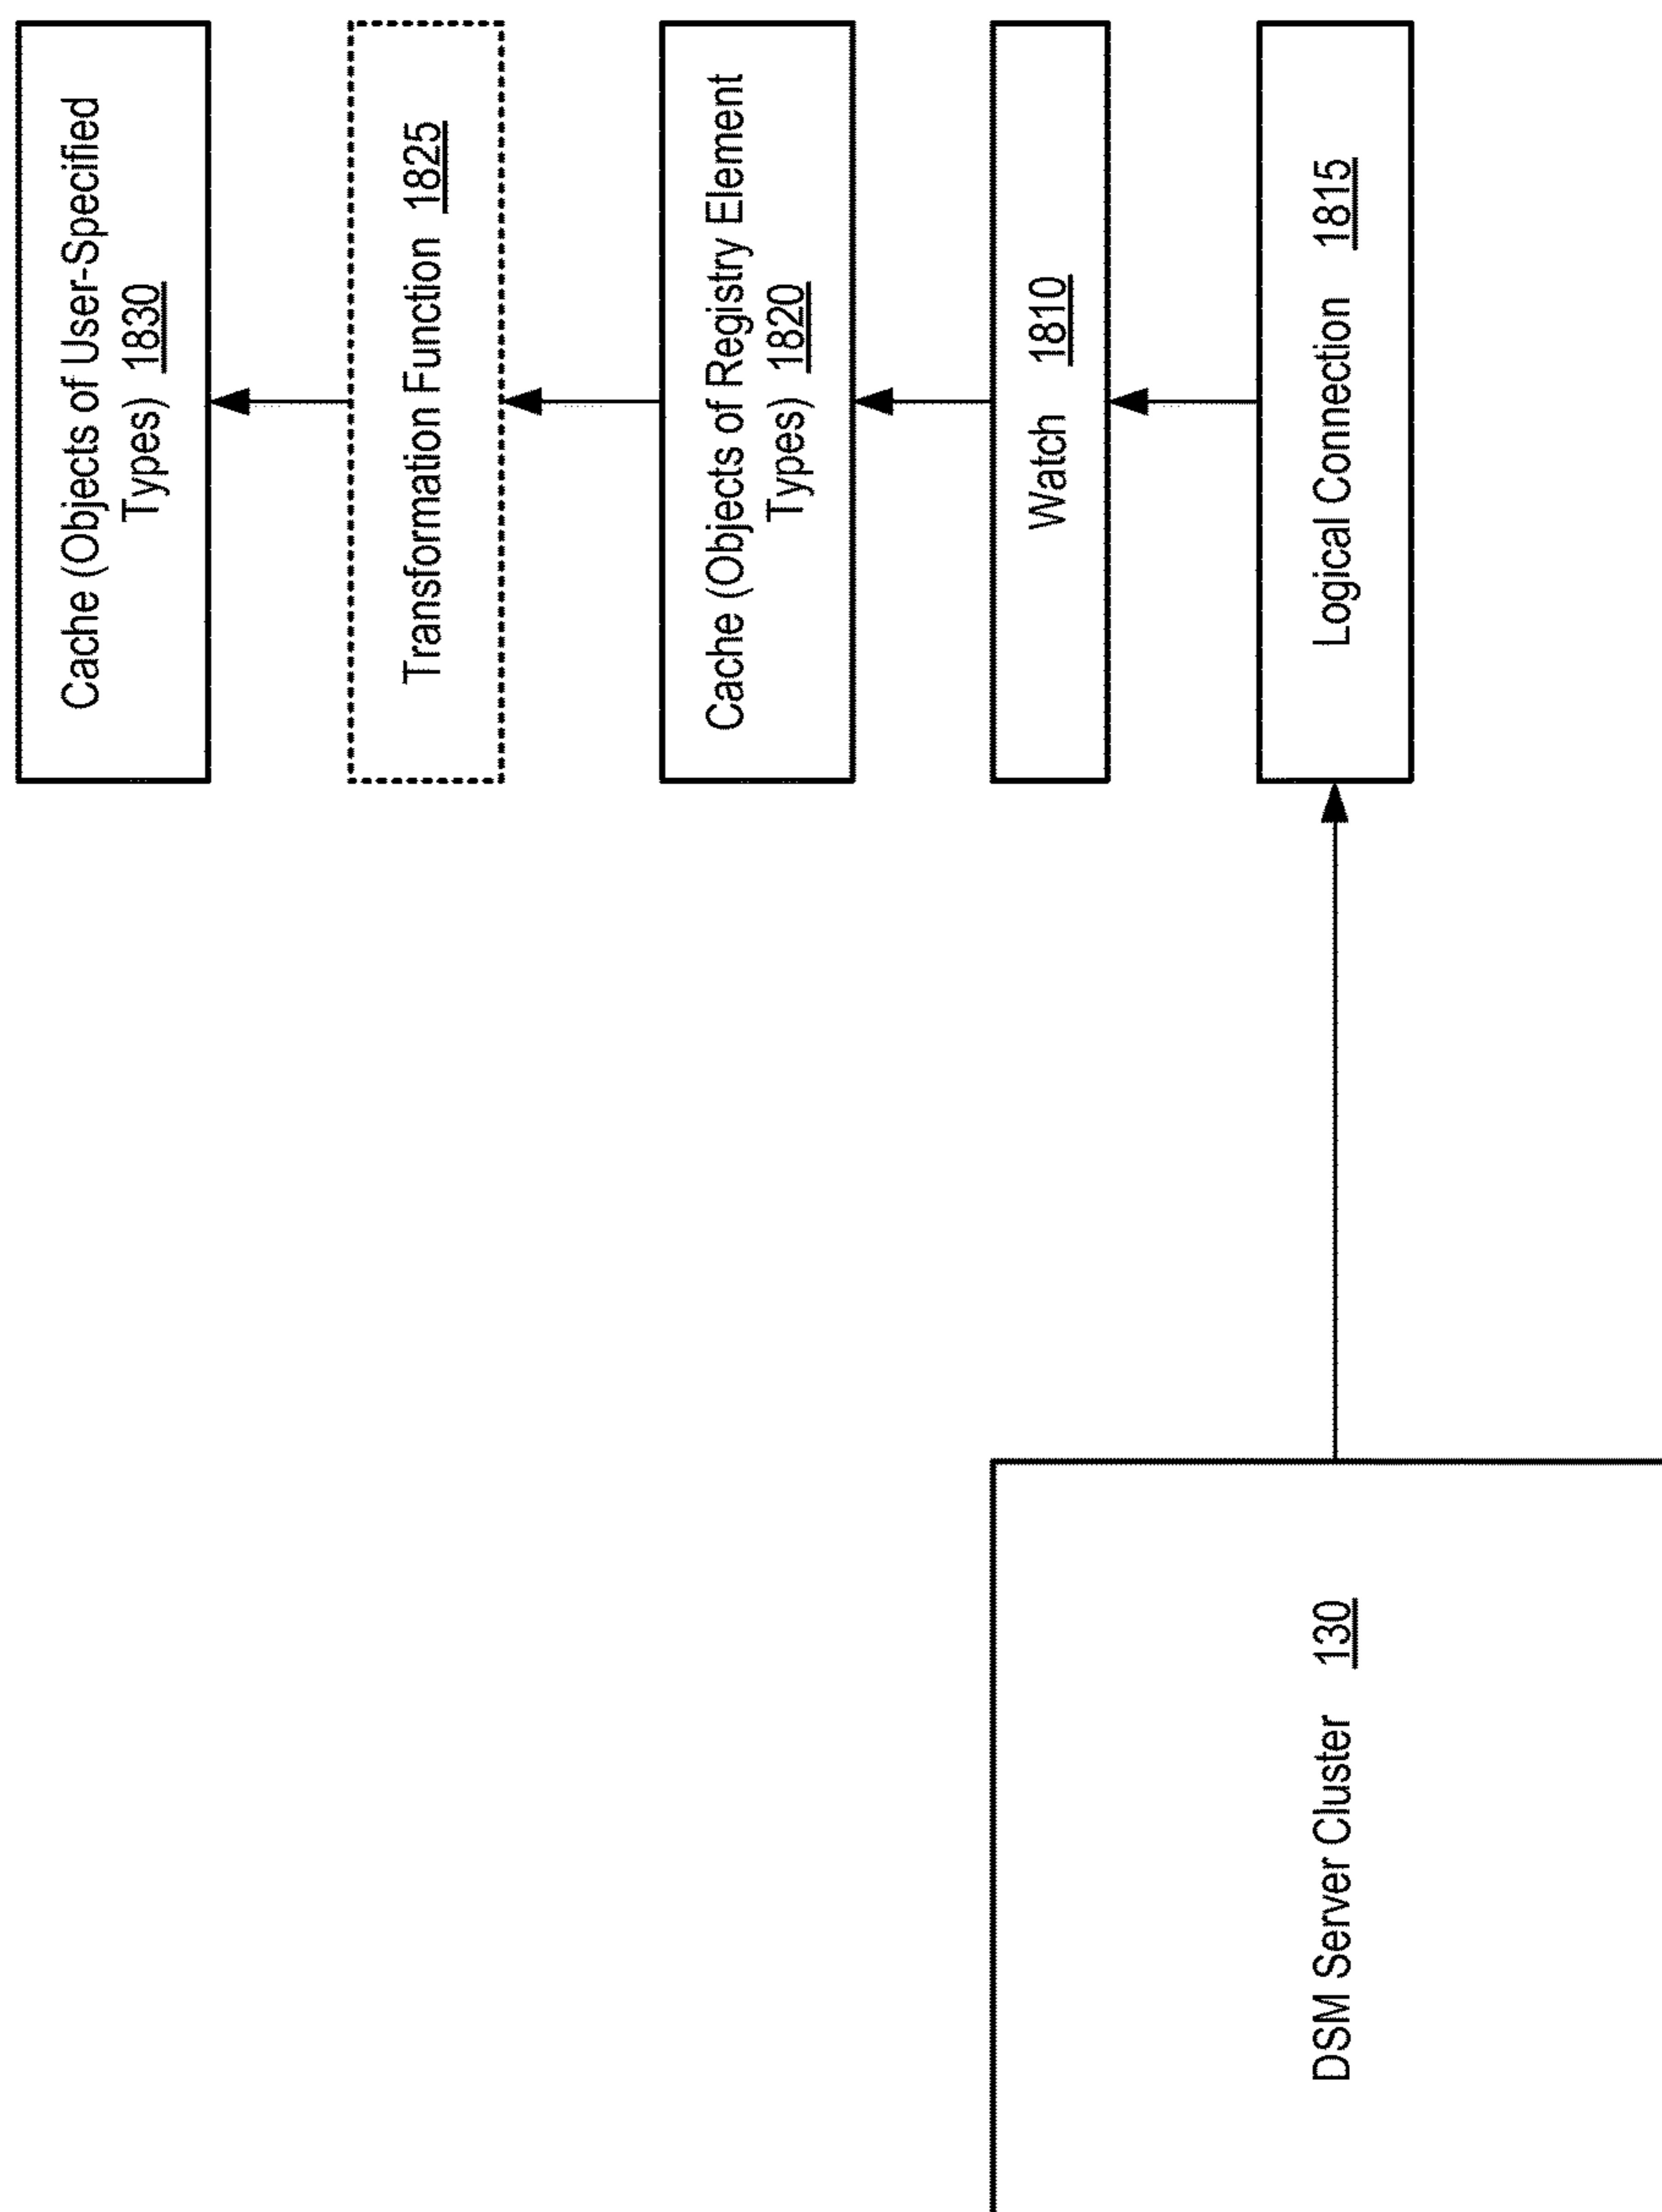 Cache (Objects of User-Specified
Types) 1830
Transformation Function 1825
Cache (Objects of Registry Element
Types) 1820
Watch 1810
Logical Connection 1815
DSM Server Cluster 130